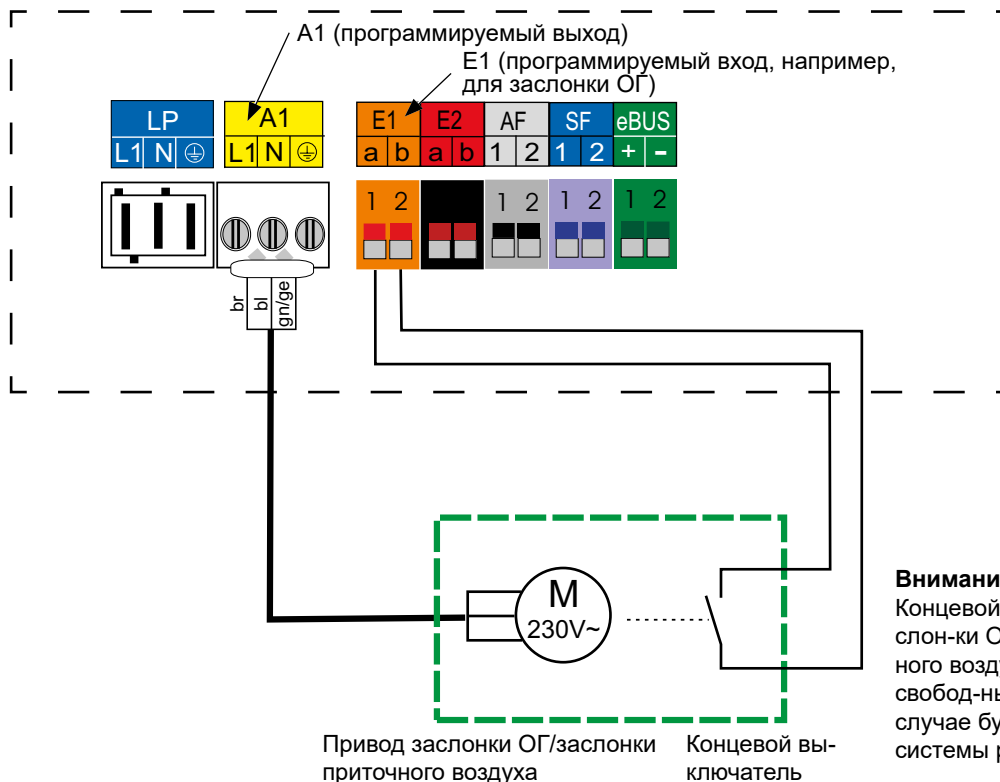 A1 (программируемый выход)
E1 (программируемый вход, например,
для заслонки ОГ)
LP A1 E1 E2 AF SF eBUS
L1 N L1 N a b a b 1 2 1 2 + -
1 2 1 2 1 2 1 2
br bl gn/ge
M
230V~
Внимани
Концевой
слон-ки О
ного возду
свобод-ны
случае бу
системы р
Привод заслонки ОГ/заслонки
приточного воздуха
Концевой вы-
ключатель